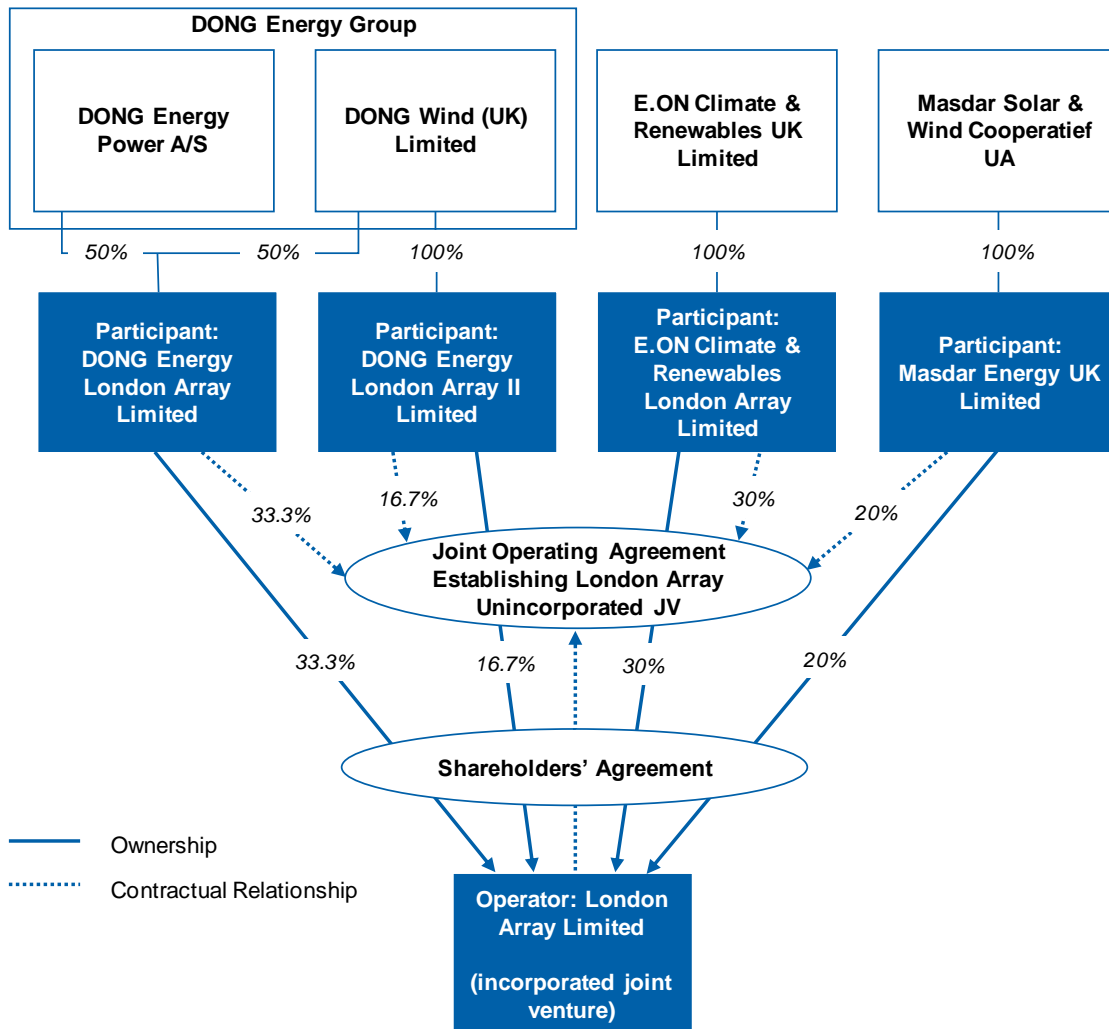 DONG Energy Group
DONG Energy
Power A/S
DONG Wind (UK)
Limited
E.ON Climate &
Renewables UK
Limited
Masdar Solar &
Wind Cooperatief
UA
50%
50%
100%
100%
100%
Participant:
DONG Energy
London Array
Limited
Participant:
DONG Energy
London Array II
Limited
Participant:
E.ON Climate &
Renewables
London Array
Limited
Participant:
Masdar Energy UK
Limited
33.3%
16.7%
30%
20%
Joint Operating Agreement
Establishing London Array
Unincorporated JV
33.3%
16.7%
30%
20%
Shareholders' Agreement
Ownership
Contractual Relationship
Operator: London
Array Limited
(incorporated joint
venture)